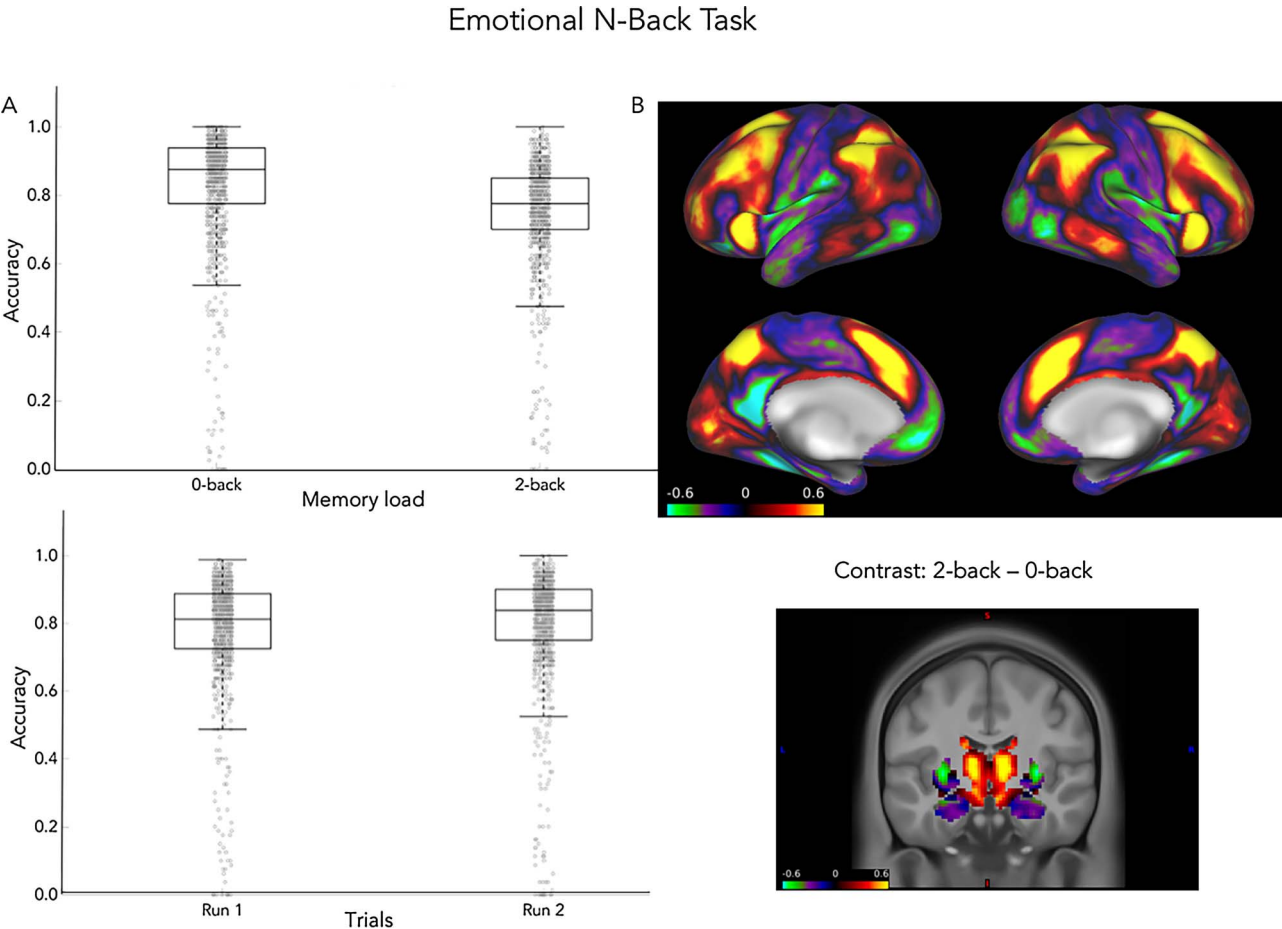 Emotional N-Back Task
A
1.0
0.8
0.6
0.4
0.2
0.0
Accuracy
0-back
2-back
Memory load
1.0
0.8
0.6
0.4
0.2
0.0
Accuracy
Run 1
Run 2
Trials
B
-0.6 0 0.6
Contrast: 2-back – 0-back
S
-0.6 0 0.6